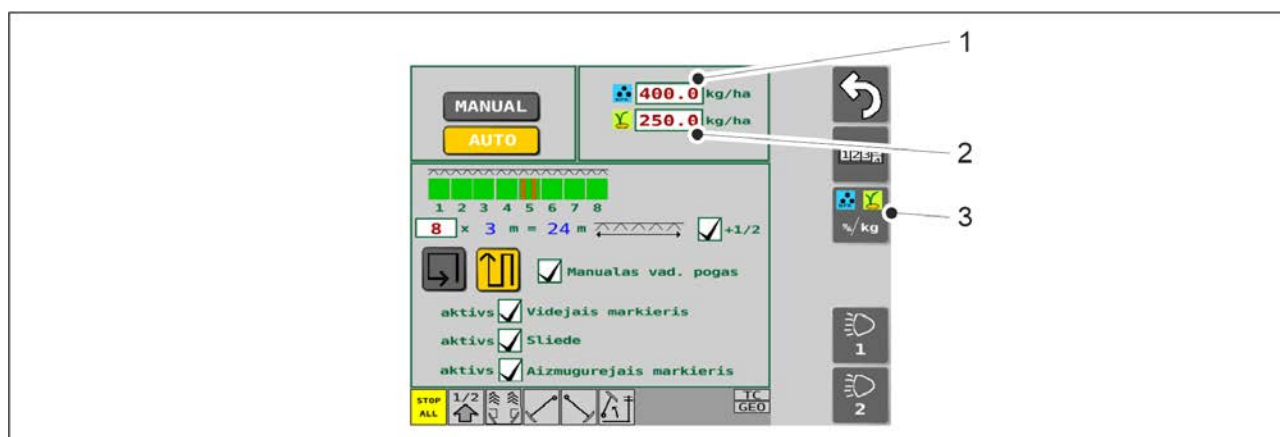 1
400.0 kg/ha
MANUAL
250.0 kg/ha
AUTO
2
1 2 3 4 5 6 7 8
8 x 3 m = 24 m +1/2
3
%/kg
Manualas vad. pogas
aktivs Videjais markieris
aktivs Sliede
1
aktivs Aizmugurejais markieris
STOP ALL
1/2
TC
GEO
2